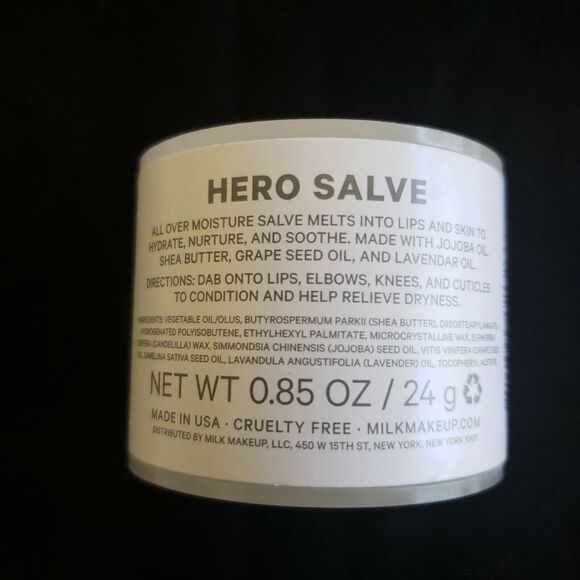 HERO SALVE
ALL OVER MOISTURE SALVE MELTS INTO LIPS AND SKIN TO
HYDRATE, NURTURE, AND SOOTHE. MADE WITH JOJOBA OIL,
SHEA BUTTER, GRAPE SEED OIL, AND LAVENDAR OIL.
DIRECTIONS: DAB ONTO LIPS, ELBOWS, KNEES, AND CUTICLES
TO CONDITION AND HELP RELIEVE DRYNESS.
INGREDIENTS: VEGETABLE OIL/OLUS, BUTYROSPERMUM PARKII (SHEA BUTTER), DIISOSTEARYL MALATE,
HYDROGENATED POLYISOBUTENE, ETHYLHEXYL PALMITATE, MICROCRYSTALLINE WAX, EUPHORBIA
CERIFERA (CANDELILLA) WAX, SIMMONDSIA CHINENSIS (JOJOBA) SEED OIL, VITIS VINIFERA (GRAPE) SEED
OIL, CAMELINA SATIVA SEED OIL, LAVANDULA ANGUSTIFOLIA (LAVENDER) OIL, TOCOPHERYL ACETATE.
NET WT 0.85 OZ / 24 g
MADE IN USA · CRUELTY FREE · MILKMAKEUP.COM
DISTRIBUTED BY MILK MAKEUP, LLC, 450 W 15TH ST, NEW YORK, NEW YORK 10011